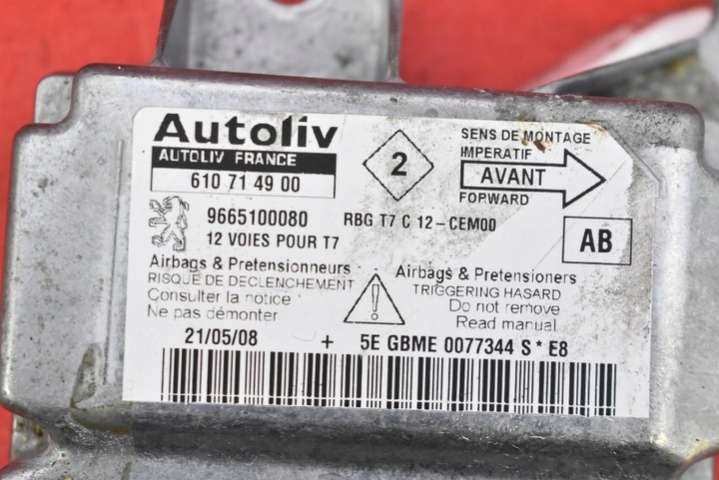 Autoliv
AUTOLIV FRANCE
610 71 49 00
2
SENS DE MONTAGE
IMPERATIF
AVANT
FORWARD
9665100080
12 VOIES POUR T7
RBG T7 C 12-CEM00
AB
Airbags & Pretensionneurs
RISQUE DE DECLENCHEMENT
Consulter la notice
Ne pas démonter
Airbags & Pretensioners
TRIGGERING HASARD
Do not remove
Read manual
21/05/08 + 5E GBME 0077344 S * E8